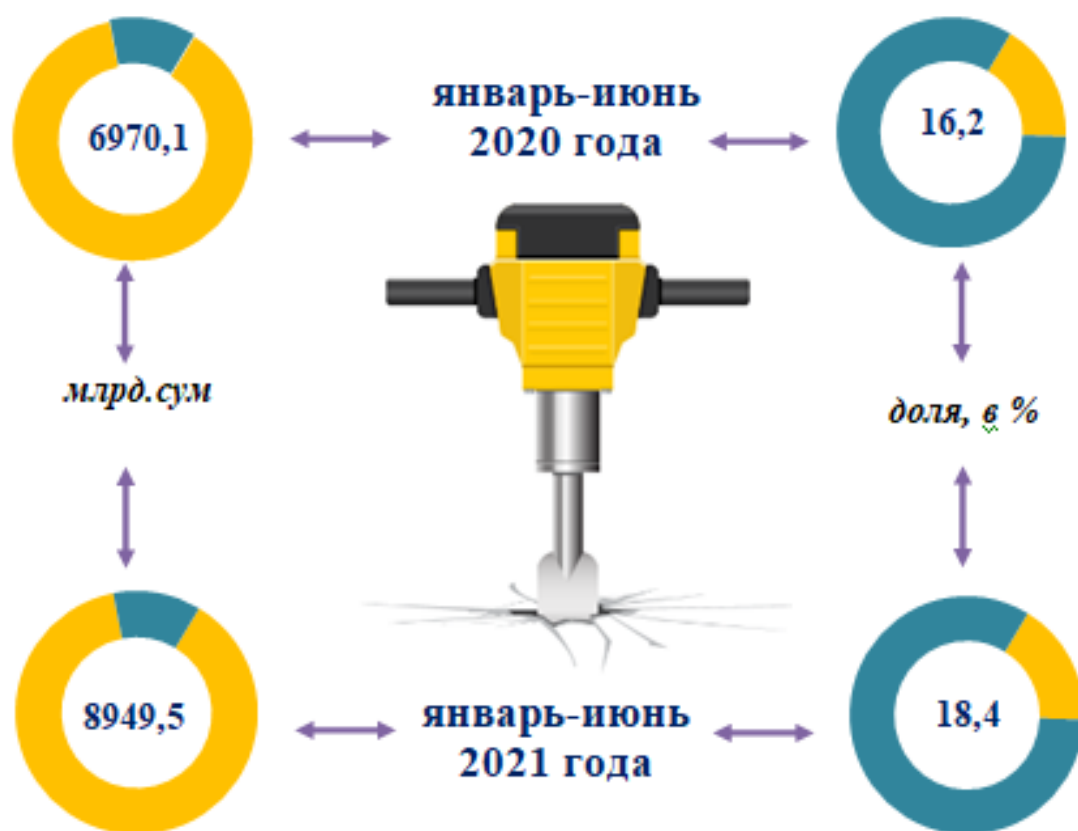 6970,1
январь-июнь
2020 года
16,2
млрд.сум
доля, в %
8949,5
январь-июнь
2021 года
18,4